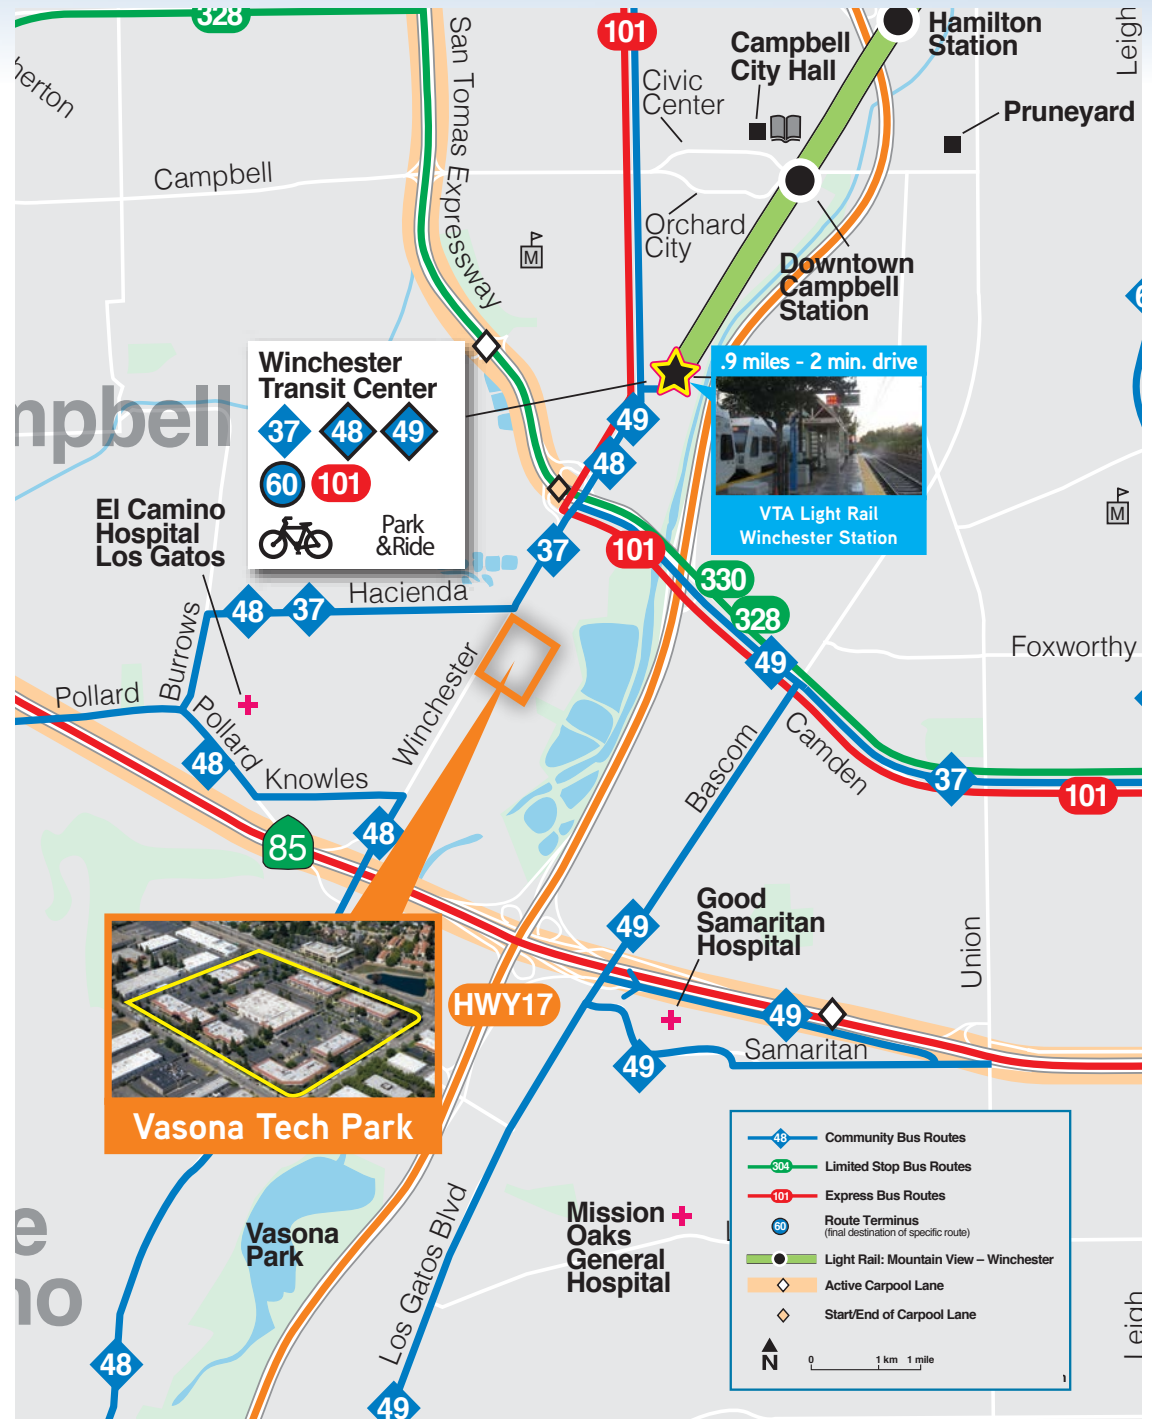 328
San Tomas Expressway
101
Hamilton
Station
Leigh
Campbell
City Hall
Civic
Center
Pruneyard
herton
Campbell
Orchard
City
M
Downtown
Campbell
Station
Winchester
Transit Center
37
48
49
60
101
Park
&Ride
.9 miles - 2 min. drive
VTA Light Rail
Winchester Station
mpbell
49
48
37
101
M
El Camino
Hospital
Los Gatos
330
328
49
Hacienda
48
37
Burrows
Winchester
Foxworthy
Pollard
Pollard
48
Knowles
48
85
Bascom
Camden
37
101
49
Good
Samaritan
Hospital
Union
HWY17
49
Samaritan
49
Vasona Tech Park
Vasona
Park
Los Gatos Blvd
Mission
Oaks
General
Hospital
e
no
48
49
Leigh
48 Community Bus Routes
304 Limited Stop Bus Routes
101 Express Bus Routes
60 Route Terminus
(final destination of specific route)
Light Rail: Mountain View – Winchester
Active Carpool Lane
Start/End of Carpool Lane
N
0 1 km 1 mile